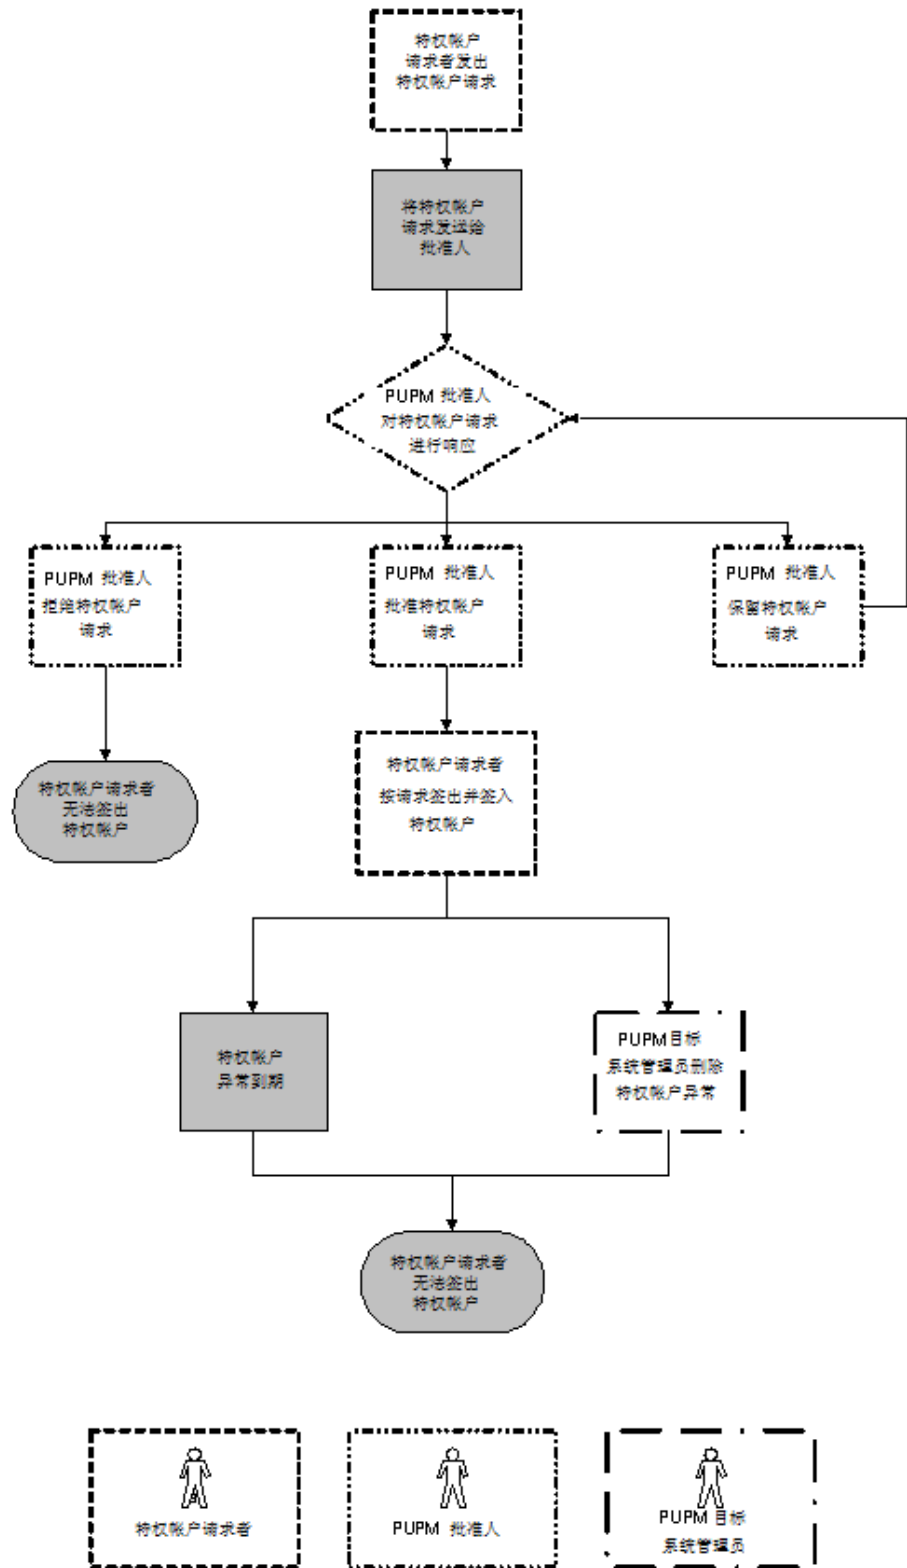 特权帐户
请求者发出
特权帐户请求
将特权帐户
请求发送给
批准人
PUPM 批准人
对特权帐户请求
进行响应
PUPM 批准人
拒绝特权帐户
请求
PUPM 批准人
批准特权帐户
请求
PUPM 批准人
保留特权帐户
请求
特权帐户请求者
无法签出
特权帐户
特权帐户请求者
按请求签出并签入
特权帐户
特权帐户
异常到期
PUPM目标
系统管理员删除
特权帐户异常
特权帐户请求者
无法签出
特权帐户
特权帐户请求者
PUPM 批准人
PUPM 目标
系统管理员